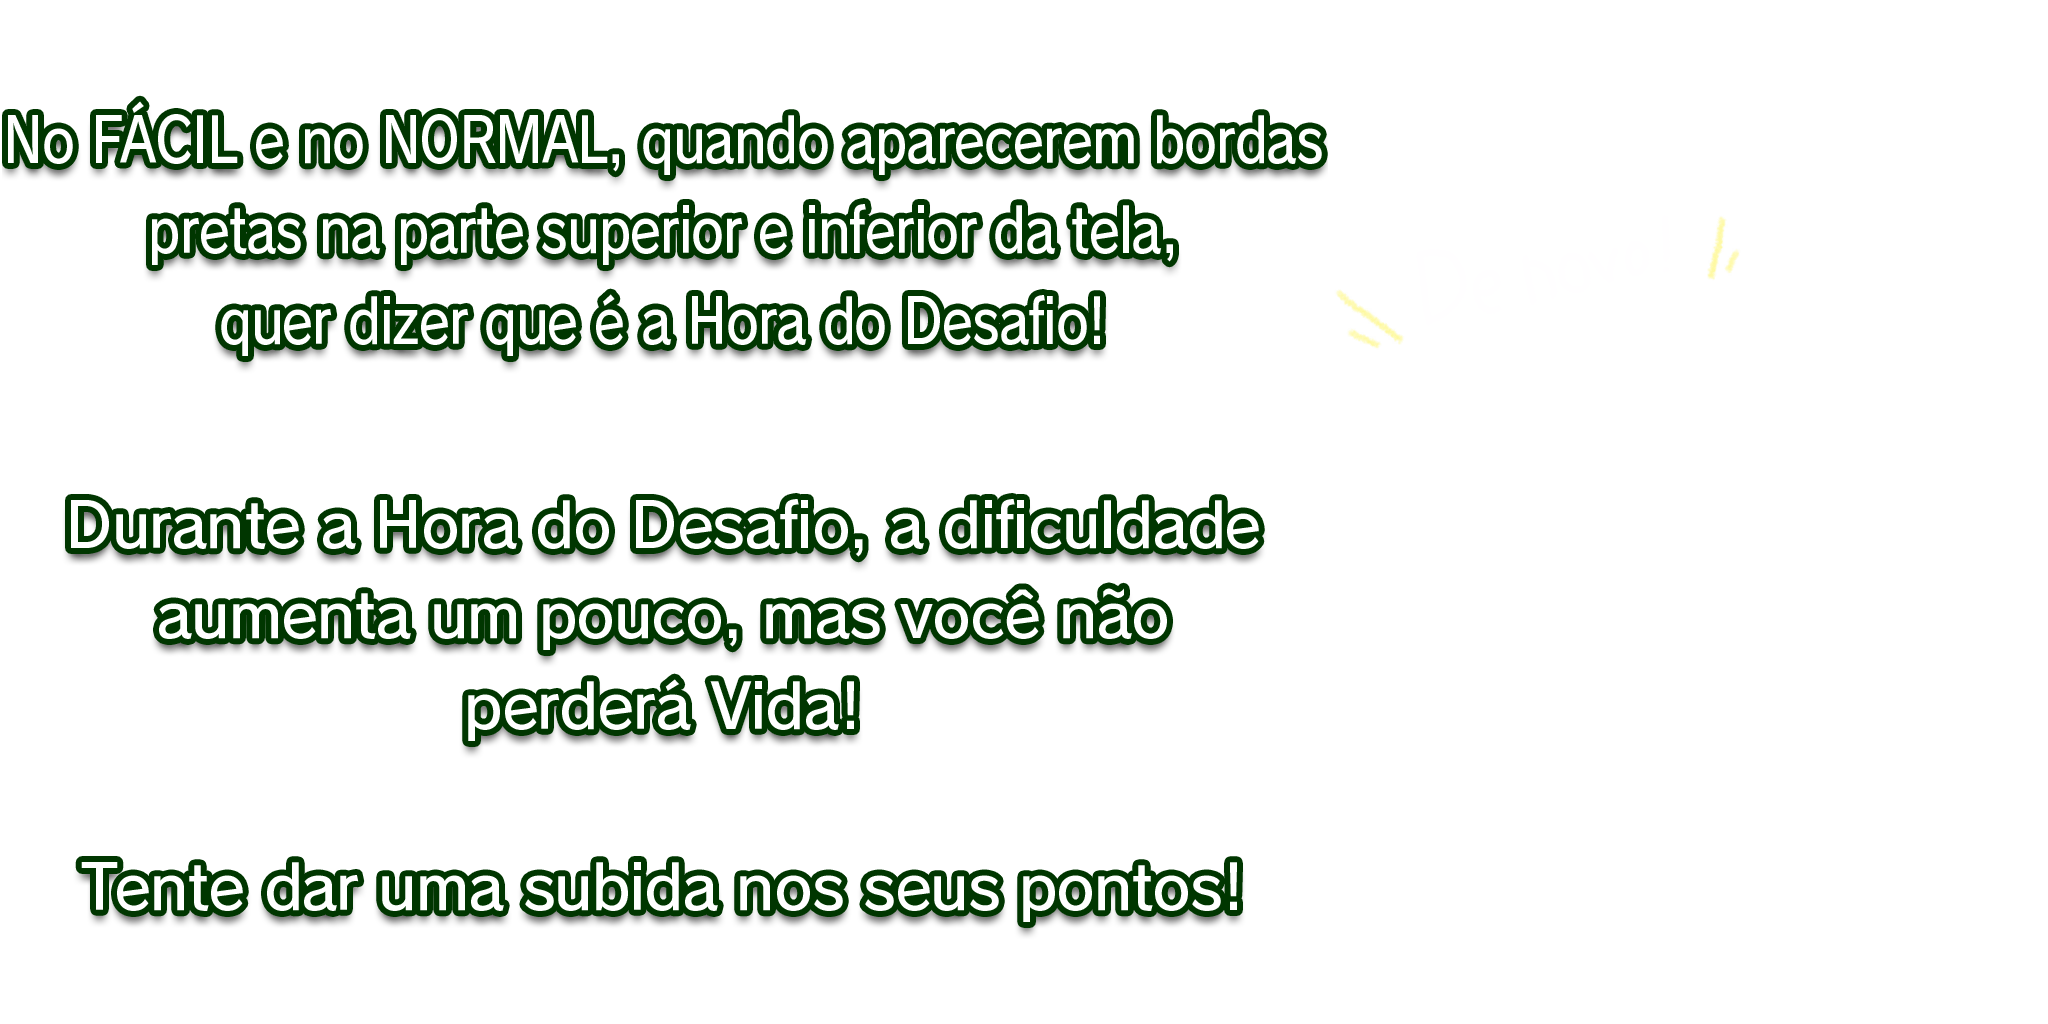 No FÁCIL e no NORMAL, quando aparecerem bordas
pretas na parte superior e inferior da tela,
quer dizer que é a Hora do Desafio!
Durante a Hora do Desafio, a dificuldade
aumenta um pouco, mas você não
perderá Vida!
Tente dar uma subida nos seus pontos!
De novo!